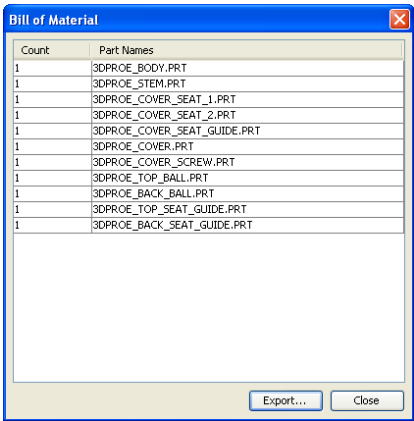 Bill of Material
Count Part Names
1 3DPROE_BODY.PRT
1 3DPROE_STEM.PRT
1 3DPROE_COVER_SEAT_1.PRT
1 3DPROE_COVER_SEAT_2.PRT
1 3DPROE_COVER_SEAT_GUIDE.PRT
1 3DPROE_COVER.PRT
1 3DPROE_COVER_SCREW.PRT
1 3DPROE_TOP_BALL.PRT
1 3DPROE_BACK_BALL.PRT
1 3DPROE_TOP_SEAT_GUIDE.PRT
1 3DPROE_BACK_SEAT_GUIDE.PRT
Export... Close